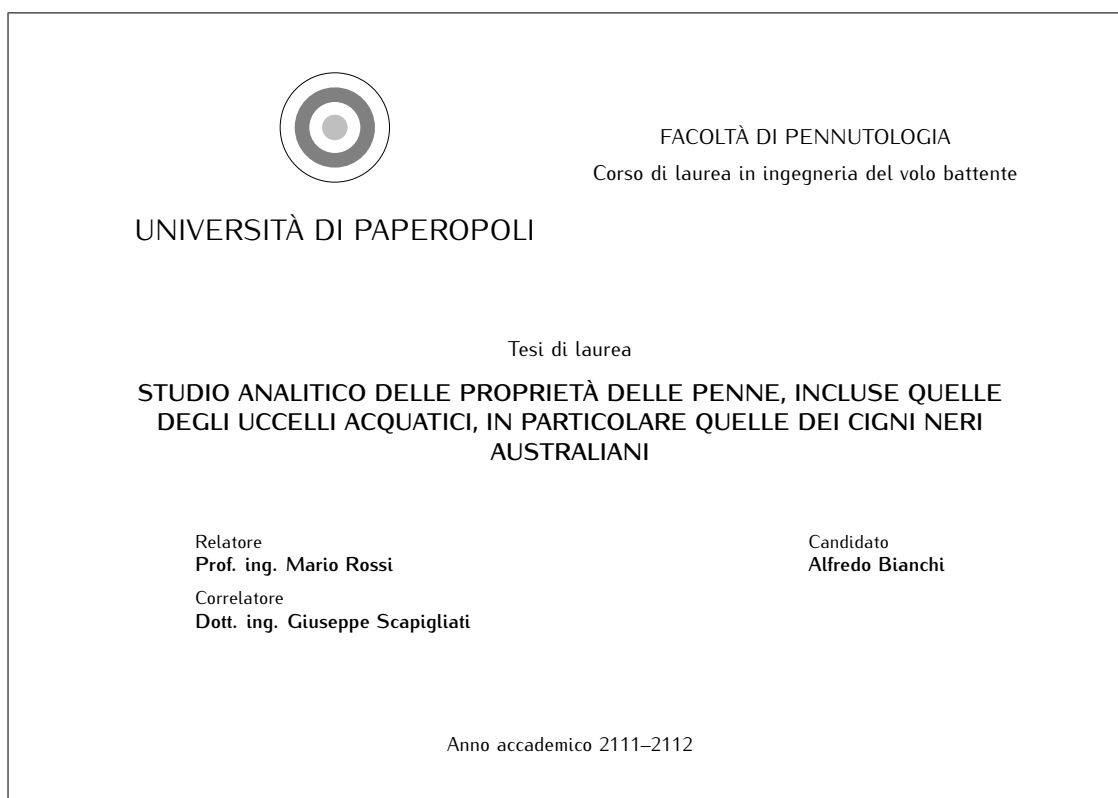 FACOLTÀ DI PENNUTOLOGIA
Corso di laurea in ingegneria del volo battente
UNIVERSITÀ DI PAPEROPOLI
Tesi di laurea
STUDIO ANALITICO DELLE PROPRIETÀ DELLE PENNE, INCLUSE QUELLE
DEGLI UCCELLI ACQUATICI, IN PARTICOLARE QUELLE DEI CIGNI NERI
AUSTRALIANI
Relatore
Prof. ing. Mario Rossi
Correlatore
Dott. ing. Giuseppe Scapigliati
Candidato
Alfredo Bianchi
Anno accademico 2111–2112